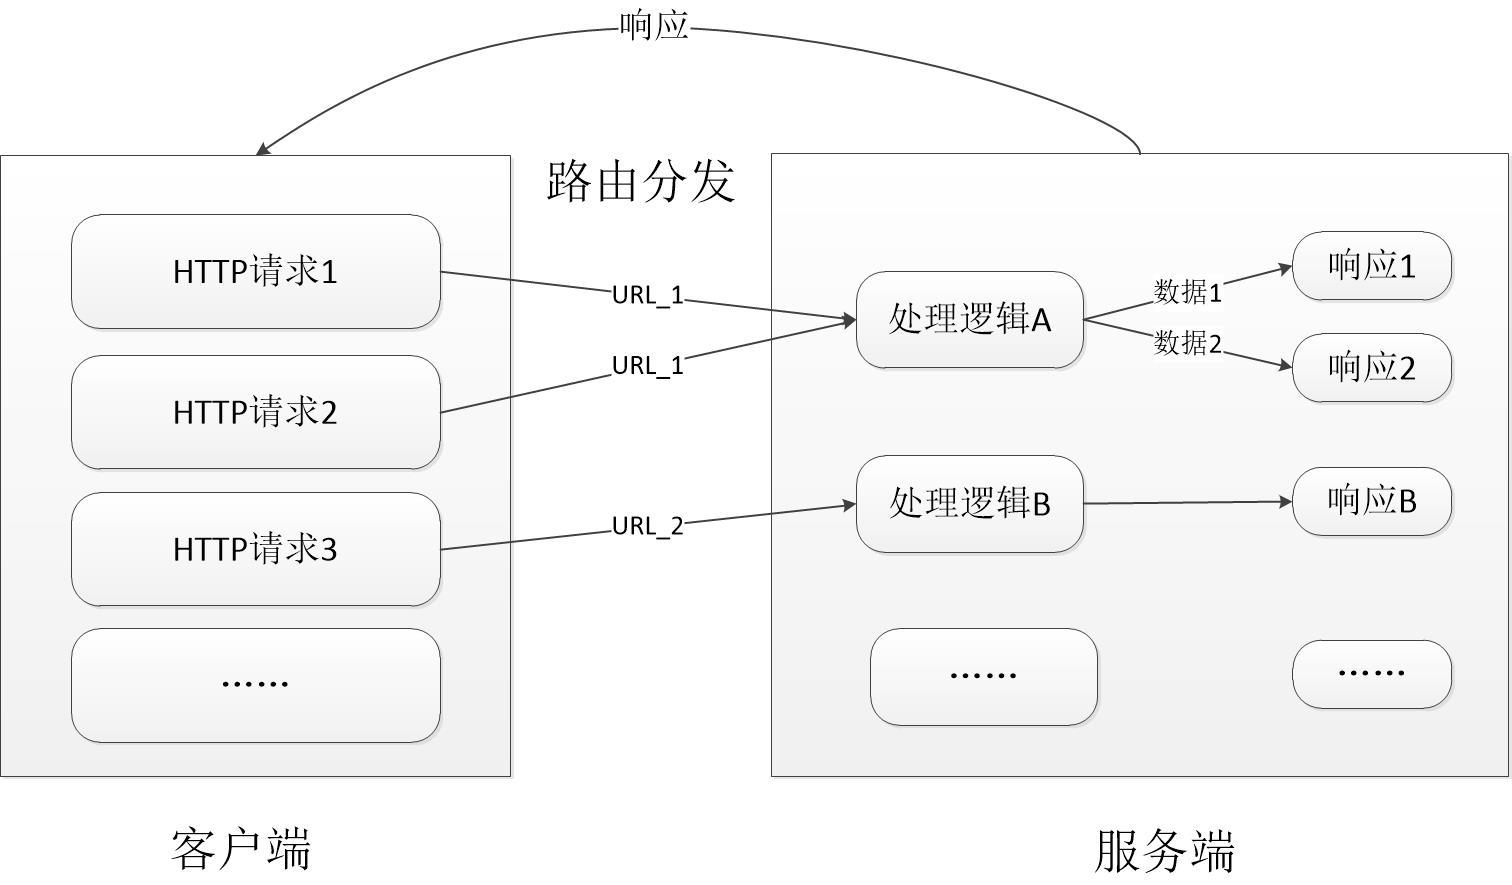 响应
路由分发
HTTP请求1
URL_1
处理逻辑A
数据1
响应1
数据2
响应2
HTTP请求2
URL_1
HTTP请求3
URL_2
处理逻辑B
响应B
……
……
……
客户端
服务端